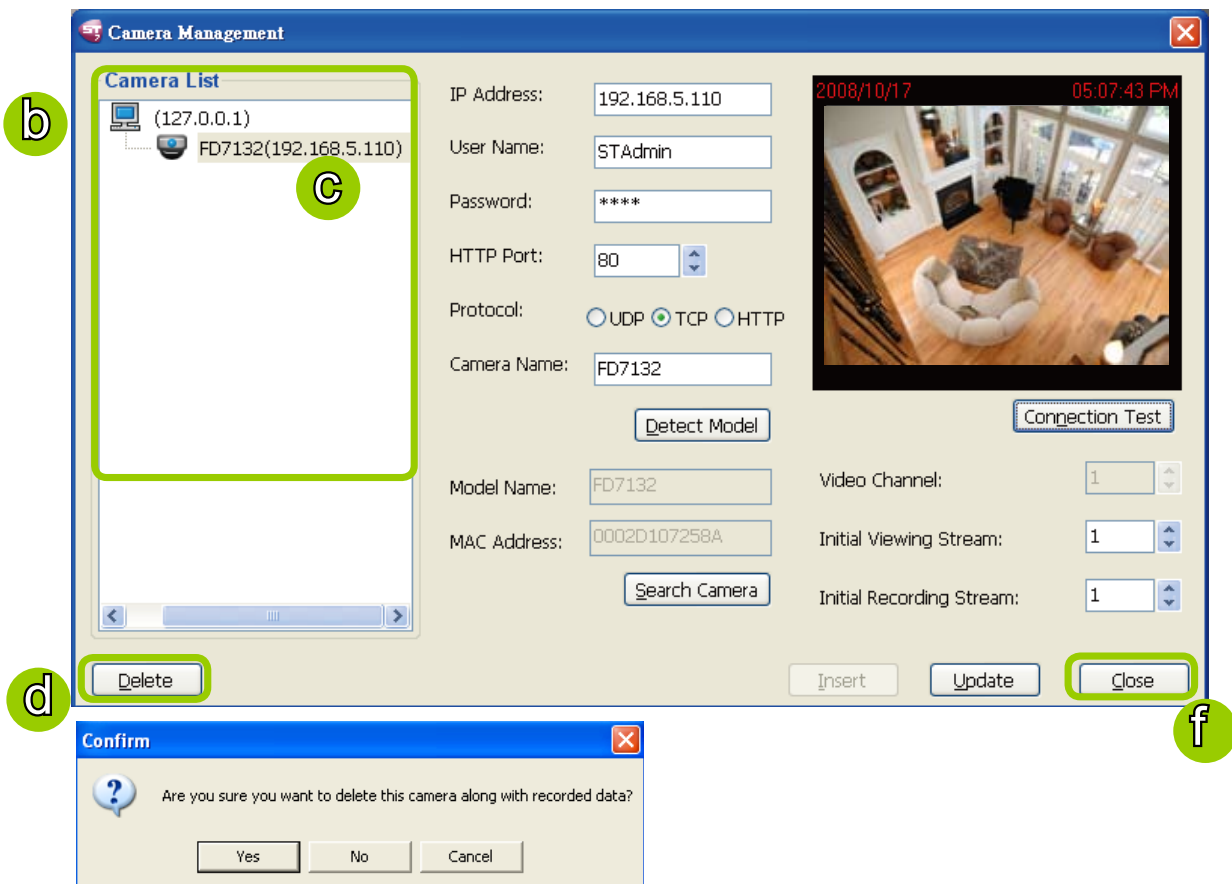 Camera Management
b
Camera List
(127.0.0.1)
FD7132(192.168.5.110)
c
IP Address: 192.168.5.110
User Name: STAdmin
Password: ****
HTTP Port: 80
Protocol: UDP TCP HTTP
Camera Name: FD7132
Detect Model
Model Name: FD7132
MAC Address: 0002D107258A
Search Camera
2008/10/17 05:07:43 PM
Connection Test
Video Channel: 1
Initial Viewing Stream: 1
Initial Recording Stream: 1
d
Delete
Insert Update Close
f
Confirm
Are you sure you want to delete this camera along with recorded data?
Yes No Cancel